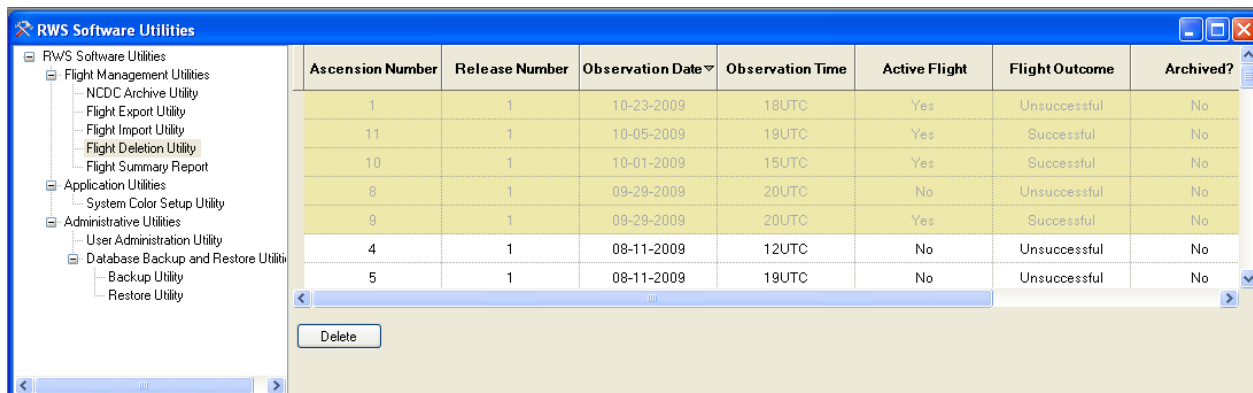 RWS Software Utilities
RWS Software Utilities
Flight Management Utilities
NCDC Archive Utility
Flight Export Utility
Flight Import Utility
Flight Deletion Utility
Flight Summary Report
Application Utilities
System Color Setup Utility
Administrative Utilities
User Administration Utility
Database Backup and Restore Utiliti
Backup Utility
Restore Utility
Ascension Number Release Number Observation Date Observation Time Active Flight Flight Outcome Archived?
1 1 10-23-2009 18UTC Yes Unsuccessful No
11 1 10-05-2009 19UTC Yes Successful No
10 1 10-01-2009 15UTC Yes Successful No
8 1 09-29-2009 20UTC No Unsuccessful No
9 1 09-29-2009 20UTC Yes Successful No
4 1 08-11-2009 12UTC No Unsuccessful No
5 1 08-11-2009 19UTC No Unsuccessful No
Delete